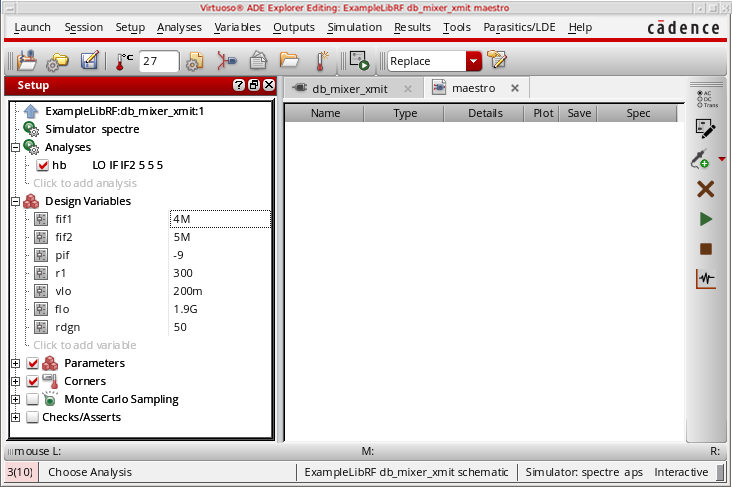 Virtuoso® ADE Explorer Editing: ExampleLibRF db_mixer_xmit maestro
Launch Session Setup Analyses Variables Outputs Simulation Results Tools Parasitics/LDE Help cādence
°C 27 Replace
Setup
db_mixer_xmit maestro
ExampleLibRF:db_mixer_xmit:1
Simulator spectre
Analyses
hb LO IF IF2 5 5 5
Click to add analysis
Design Variables
fif1 4M
fif2 5M
pif -9
r1 300
vlo 200m
flo 1.9G
rdgn 50
Click to add variable
Parameters
Corners
Monte Carlo Sampling
Checks/Asserts
Name Type Details Plot Save Spec
AC
DC
Trans
mouse L: M: R:
3(10) Choose Analysis ExampleLibRF db_mixer_xmit schematic Simulator: spectre aps Interactive